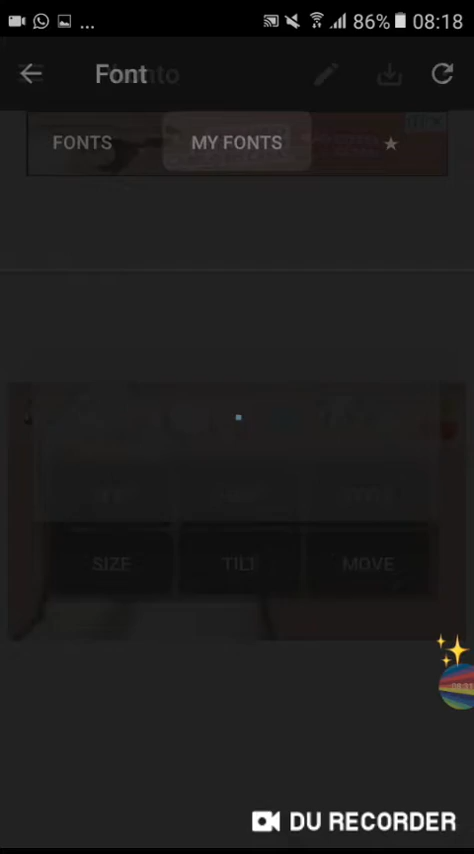 ... 86% 08:18
Font
FONTS MY FONTS ★
SIZE TILT MOVE
DU RECORDER